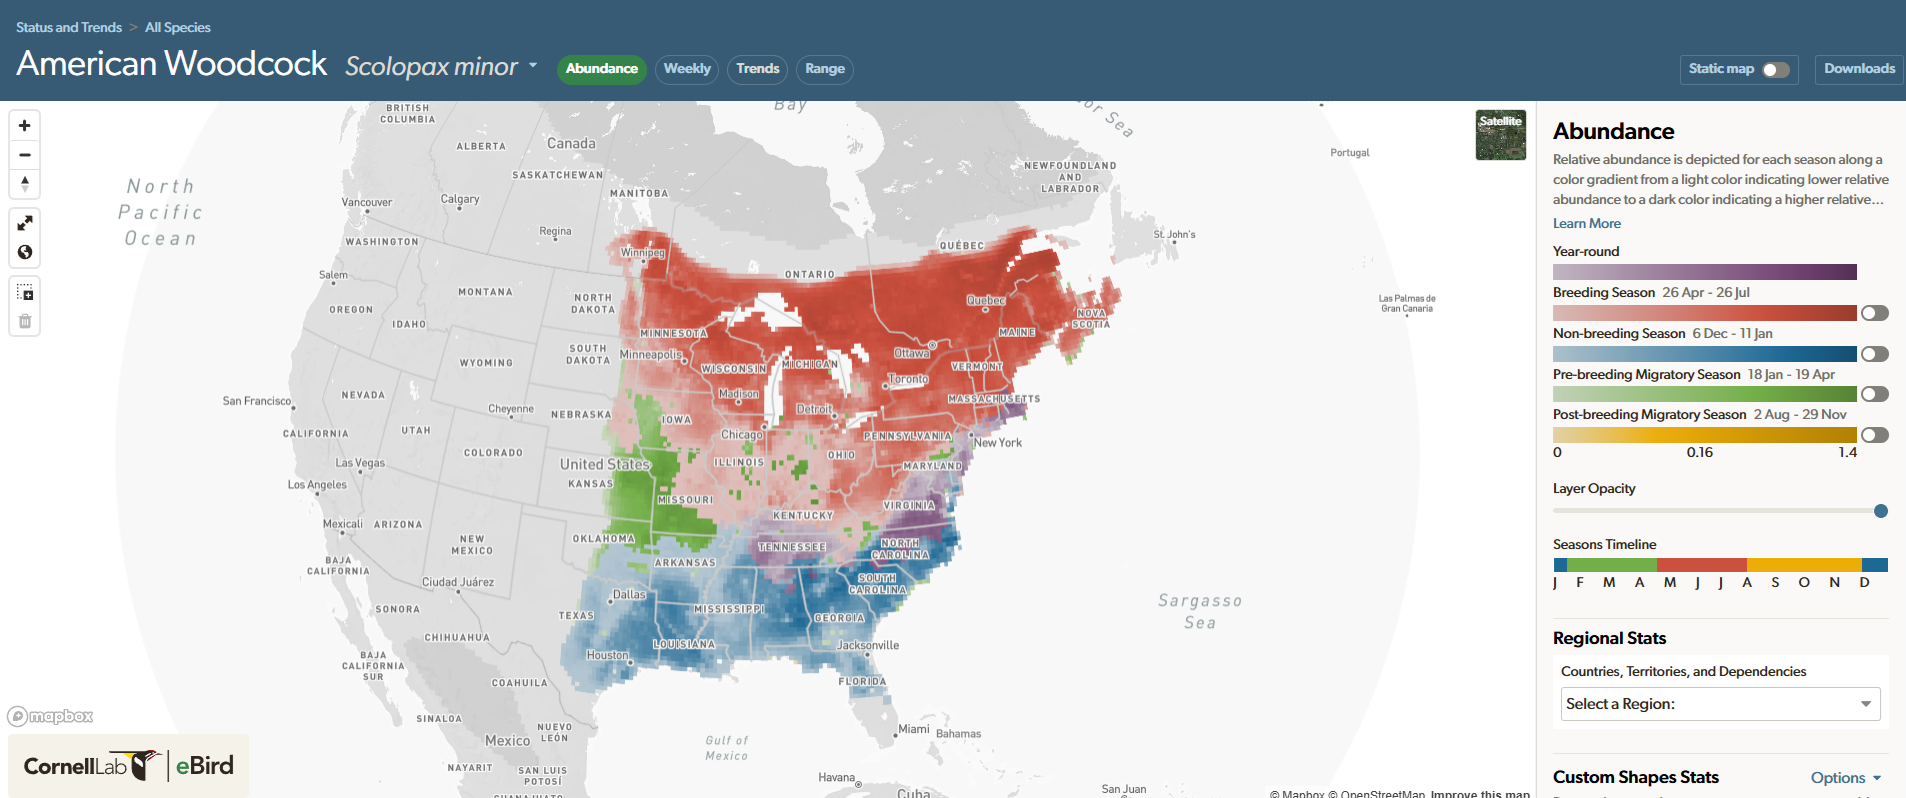 Status and Trends > All Species
American Woodcock Scolopax minor
Abundance
Weekly
Trends
Range
Static map
Downloads
Satellite
North
Pacific
Ocean
BRITISH
COLUMBIA
ALBERTA
Canada
SASKATCHEWAN
MANITOBA
Bay
or Sea
NEWFOUNDLAND
AND
LABRADOR
Portugal
Vancouver
Calgary
WASHINGTON
Regina
Winnipeg
QUÉBEC
St. John's
Salem
ONTARIO
MONTANA
NORTH
DAKOTA
Quebec
OREGON
IDAHO
MINNESOTA
MAINE
NOVA
SCOTIA
Las Palmas de
Gran Canaria
SOUTH
DAKOTA
Minneapolis
WYOMING
WISCONSIN
MICHIGAN
Ottawa
VERMONT
Toronto
San Francisco
NEVADA
Cheyenne
NEBRASKA
IOWA
Madison
Detroit
MASSACHUSETTS
CALIFORNIA
UTAH
Chicago
PENNSYLVANIA
New York
COLORADO
Las Vegas
United States
ILLINOIS
OHIO
MARYLAND
Los Angeles
KANSAS
MISSOURI
VIRGINIA
KENTUCKY
Mexicali
ARIZONA
NEW
MEXICO
OKLAHOMA
TENNESSEE
NORTH
CAROLINA
BAJA
CALIFORNIA
ARKANSAS
Ciudad Juárez
SOUTH
CAROLINA
Dallas
SONORA
TEXAS
MISSISSIPPI
GEORGIA
Sargasso
Sea
CHIHUAHUA
LOUISIANA
Jacksonville
Houston
BAJA
CALIFORNIA
SUR
COAHUILA
FLORIDA
SINALOA
NUEVO
LEÓN
Mexico
Gulf of
Mexico
Miami
Bahamas
NAYARIT
SAN LUIS
POTOSÍ
GUANAJUATO
Havana
Cuba
San Juan
mapbox
CornellLab | eBird
© Mapbox © OpenStreetMap Improve this map
Abundance
Relative abundance is depicted for each season along a
color gradient from a light color indicating lower relative
abundance to a dark color indicating a higher relative...
Learn More
Year-round
Breeding Season 26 Apr - 26 Jul
Non-breeding Season 6 Dec - 11 Jan
Pre-breeding Migratory Season 18 Jan - 19 Apr
Post-breeding Migratory Season 2 Aug - 29 Nov
0 0.16 1.4
Layer Opacity
Seasons Timeline
J F M A M J J A S O N D
Regional Stats
Countries, Territories, and Dependencies
Select a Region:
Custom Shapes Stats
Options